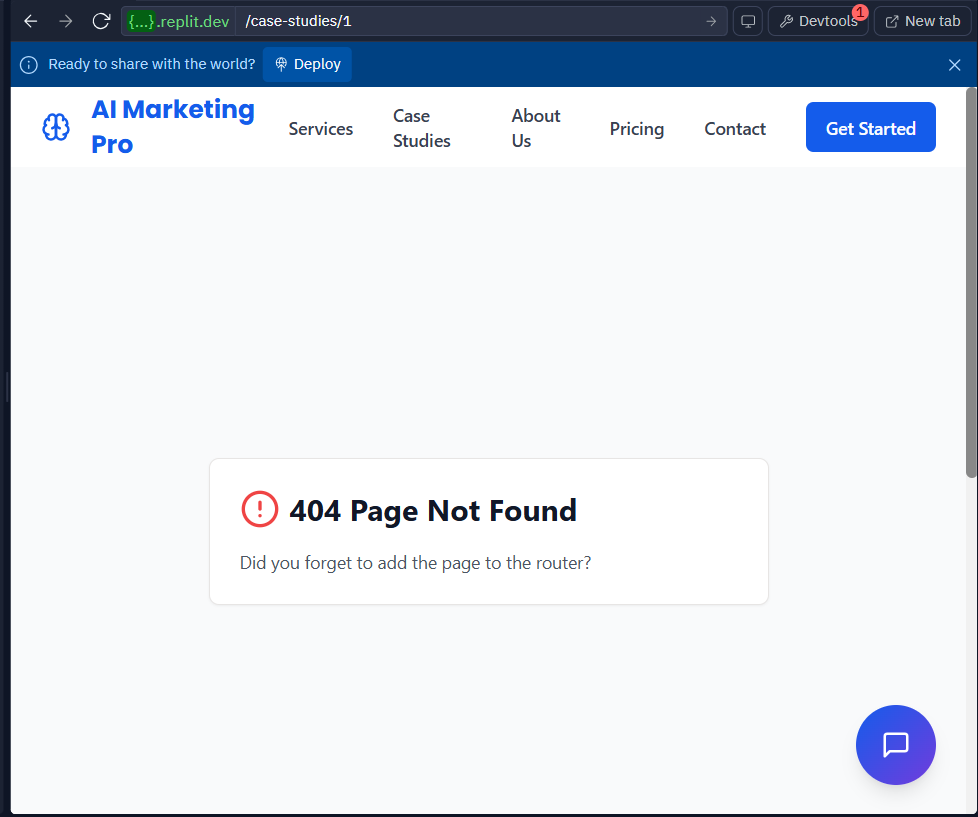 {...}.replit.dev /case-studies/1
Devtools
1
New tab
Ready to share with the world?
Deploy
AI Marketing
Pro
Services
Case
Studies
About
Us
Pricing
Contact
Get Started
404 Page Not Found
Did you forget to add the page to the router?